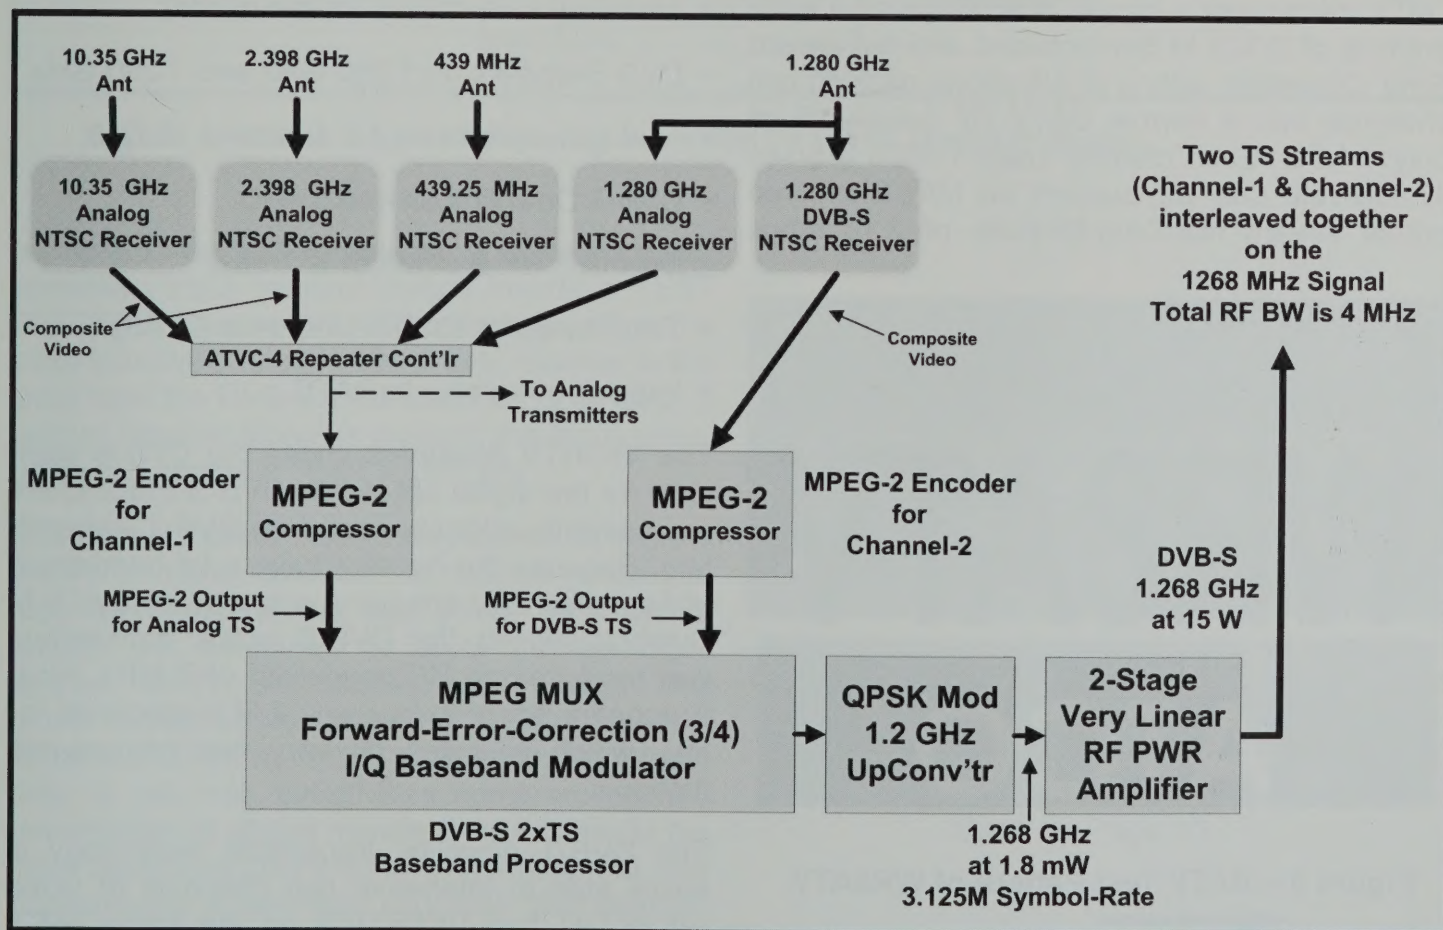 10.35 GHz
Ant
2.398 GHz
Ant
439 MHz
Ant
1.280 GHz
Ant
10.35 GHz
Analog
NTSC Receiver
2.398 GHz
Analog
NTSC Receiver
439.25 MHz
Analog
NTSC Receiver
1.280 GHz
Analog
NTSC Receiver
1.280 GHz
DVB-S
NTSC Receiver
Two TS Streams
(Channel-1 & Channel-2)
interleaved together
on the
1268 MHz Signal
Total RF BW is 4 MHz
Composite
Video
ATVC-4 Repeater Cont'lr
Composite
Video
To Analog
Transmitters
MPEG-2 Encoder
for
Channel-1
MPEG-2
Compressor
MPEG-2
Compressor
MPEG-2 Encoder
for
Channel-2
DVB-S
1.268 GHz
at 15 W
MPEG-2 Output
for Analog TS
MPEG-2 Output
for DVB-S TS
MPEG MUX
Forward-Error-Correction (3/4)
I/Q Baseband Modulator
QPSK Mod
1.2 GHz
UpConv'tr
2-Stage
Very Linear
RF PWR
Amplifier
DVB-S 2xTS
Baseband Processor
1.268 GHz
at 1.8 mW
3.125M Symbol-Rate